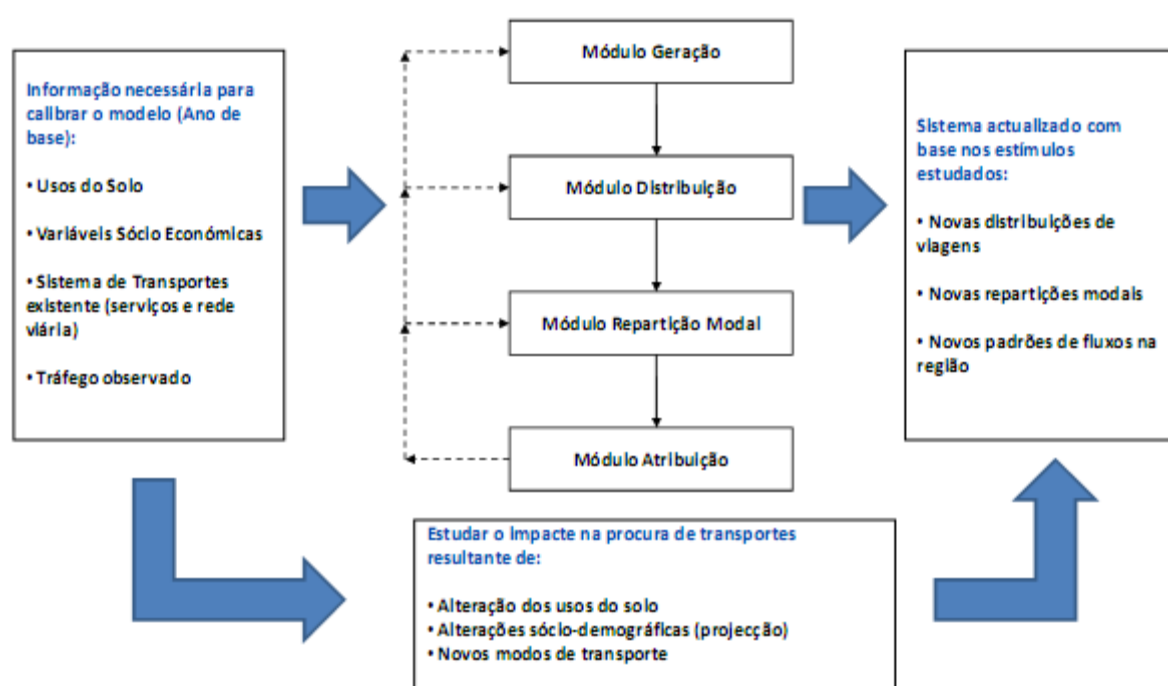 Informação necessária para
calibrar o modelo (Ano de
base):
• Usos do Solo
• Variáveis Sócio Económicas
• Sistema de Transportes
existente (serviços e rede
viária)
• Tráfego observado
Módulo Geração
Módulo Distribuição
Módulo Repartição Modal
Módulo Atribuição
Sistema actualizado com
base nos estímulos
estudados:
• Novas distribuições de
viagens
• Novas repartições modais
• Novos padrões de fluxos na
região
Estudar o impacte na procura de transportes
resultante de:
• Alteração dos usos do solo
• Alterações sócio-demográficas (projecção)
• Novos modos de transporte